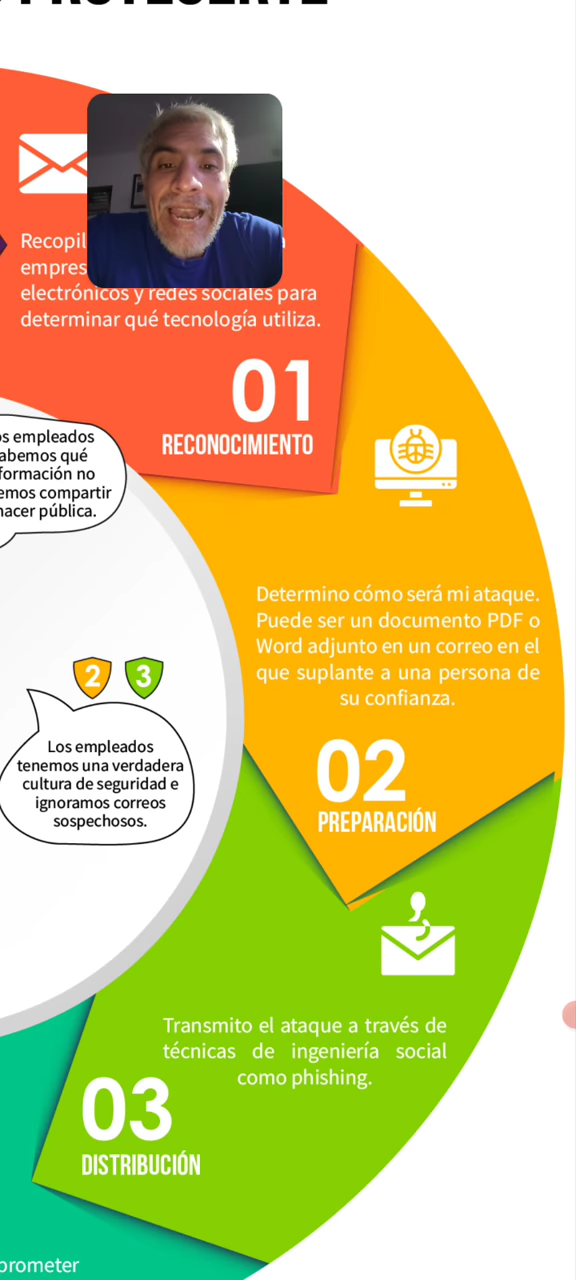 PROTEGERTE
Recopil
empres
electrónicos y redes sociales para
determinar qué tecnología utiliza.
01
RECONOCIMIENTO
os empleados
abemos qué
formación no
emos compartir
hacer pública.
Determino cómo será mi ataque.
Puede ser un documento PDF o
Word adjunto en un correo en el
que suplante a una persona de
su confianza.
2 3
Los empleados
tenemos una verdadera
cultura de seguridad e
ignoramos correos
sospechosos.
02
PREPARACIÓN
Transmito el ataque a través de
técnicas de ingeniería social
como phishing.
03
DISTRIBUCIÓN
prometer